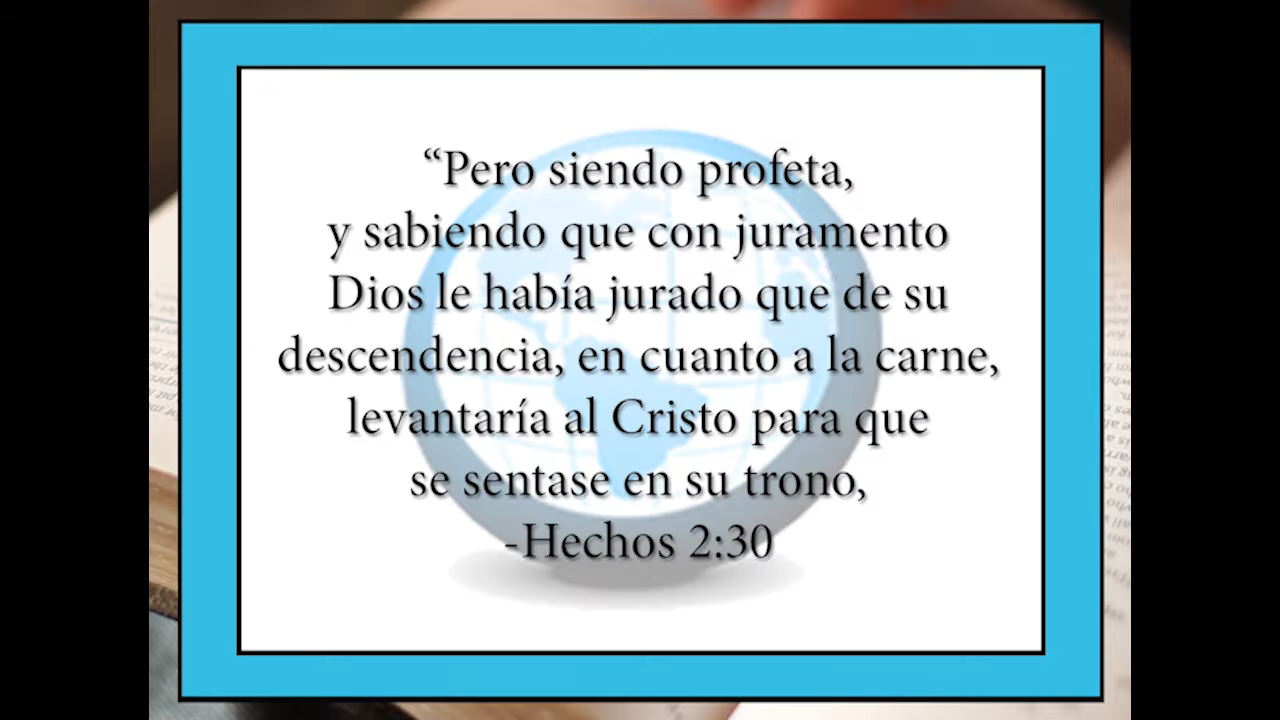 “Pero siendo profeta,
y sabiendo que con juramento
Dios le había jurado que de su
descendencia, en cuanto a la carne,
levantaría al Cristo para que
se sentase en su trono,
-Hechos 2:30